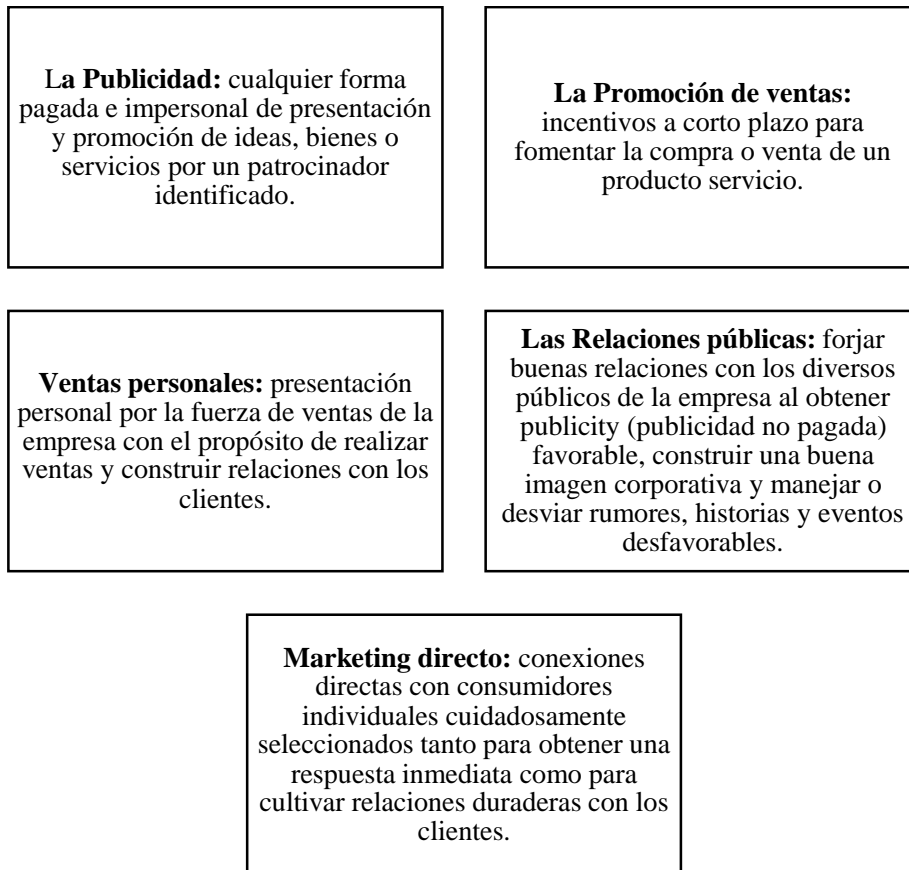 La Publicidad: cualquier forma
pagada e impersonal de presentación
y promoción de ideas, bienes o
servicios por un patrocinador
identificado.
La Promoción de ventas:
incentivos a corto plazo para
fomentar la compra o venta de un
producto servicio.
Ventas personales: presentación
personal por la fuerza de ventas de la
empresa con el propósito de realizar
ventas y construir relaciones con los
clientes.
Las Relaciones públicas: forjar
buenas relaciones con los diversos
públicos de la empresa al obtener
publicity (publicidad no pagada)
favorable, construir una buena
imagen corporativa y manejar o
desviar rumores, historias y eventos
desfavorables.
Marketing directo: conexiones
directas con consumidores
individuales cuidadosamente
seleccionados tanto para obtener una
respuesta inmediata como para
cultivar relaciones duraderas con los
clientes.